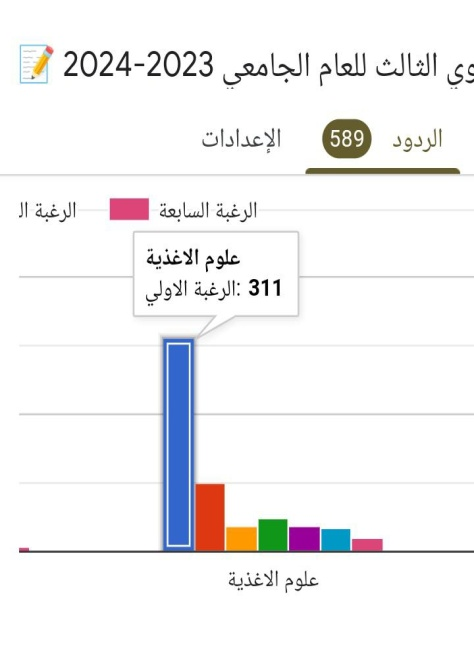 وي الثالث للعام الجامعي 2023-2024 📝
الردود 589 الإعدادات
الرغبة السابعة
الرغبة
علوم الاغذية
311 :الرغبة الاولي
علوم الاغذية